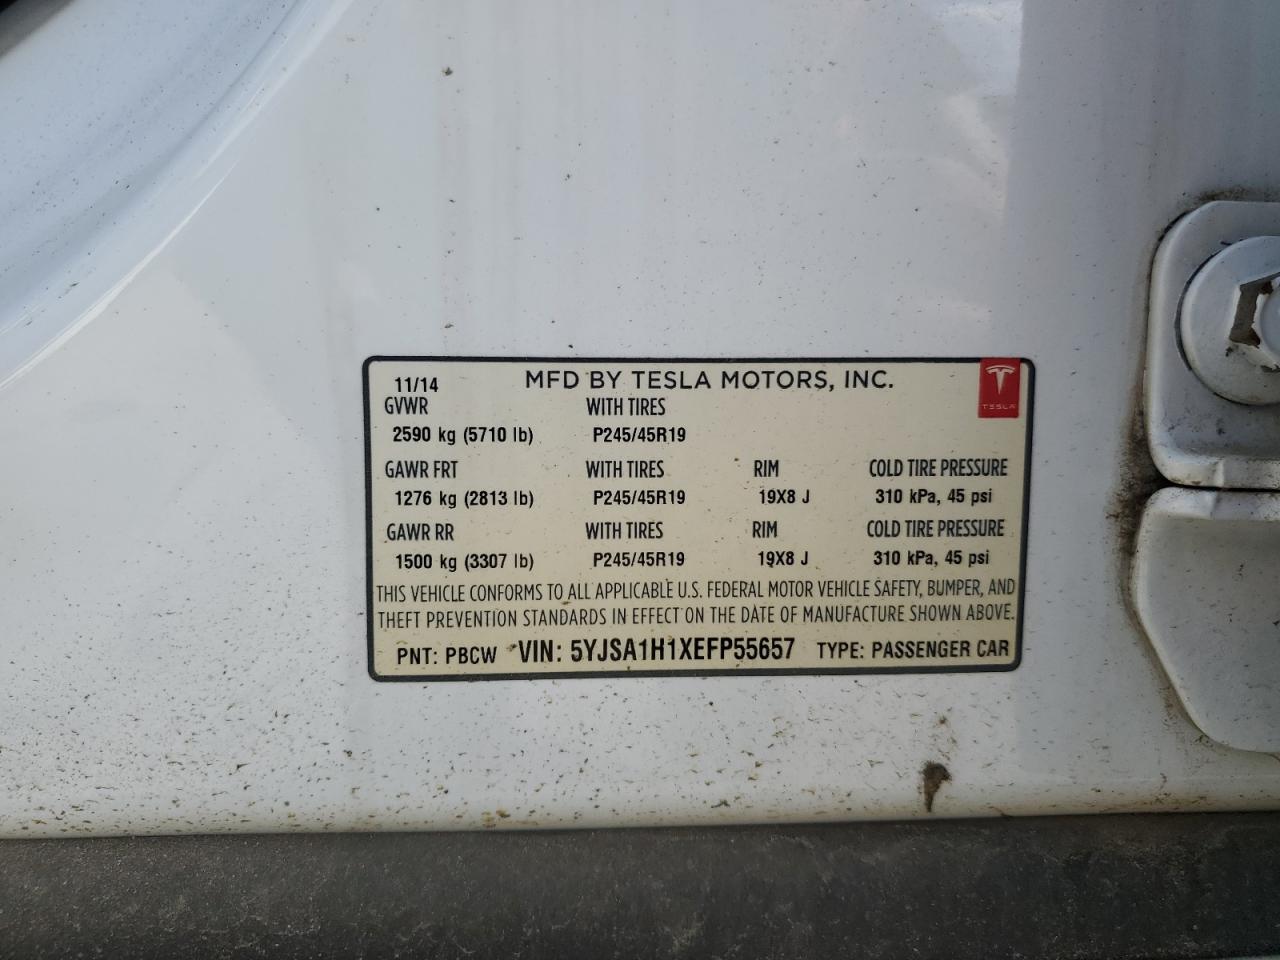 11/14 MFD BY TESLA MOTORS, INC.
TESLA
GVWR WITH TIRES
2590 kg (5710 lb) P245/45R19
GAWR FRT WITH TIRES RIM COLD TIRE PRESSURE
1276 kg (2813 lb) P245/45R19 19X8 J 310 kPa, 45 psi
GAWR RR WITH TIRES RIM COLD TIRE PRESSURE
1500 kg (3307 lb) P245/45R19 19X8 J 310 kPa, 45 psi
THIS VEHICLE CONFORMS TO ALL APPLICABLE U.S. FEDERAL MOTOR VEHICLE SAFETY, BUMPER, AND
THEFT PREVENTION STANDARDS IN EFFECT ON THE DATE OF MANUFACTURE SHOWN ABOVE.
PNT: PBCW VIN: 5YJSA1H1XEFP55657 TYPE: PASSENGER CAR